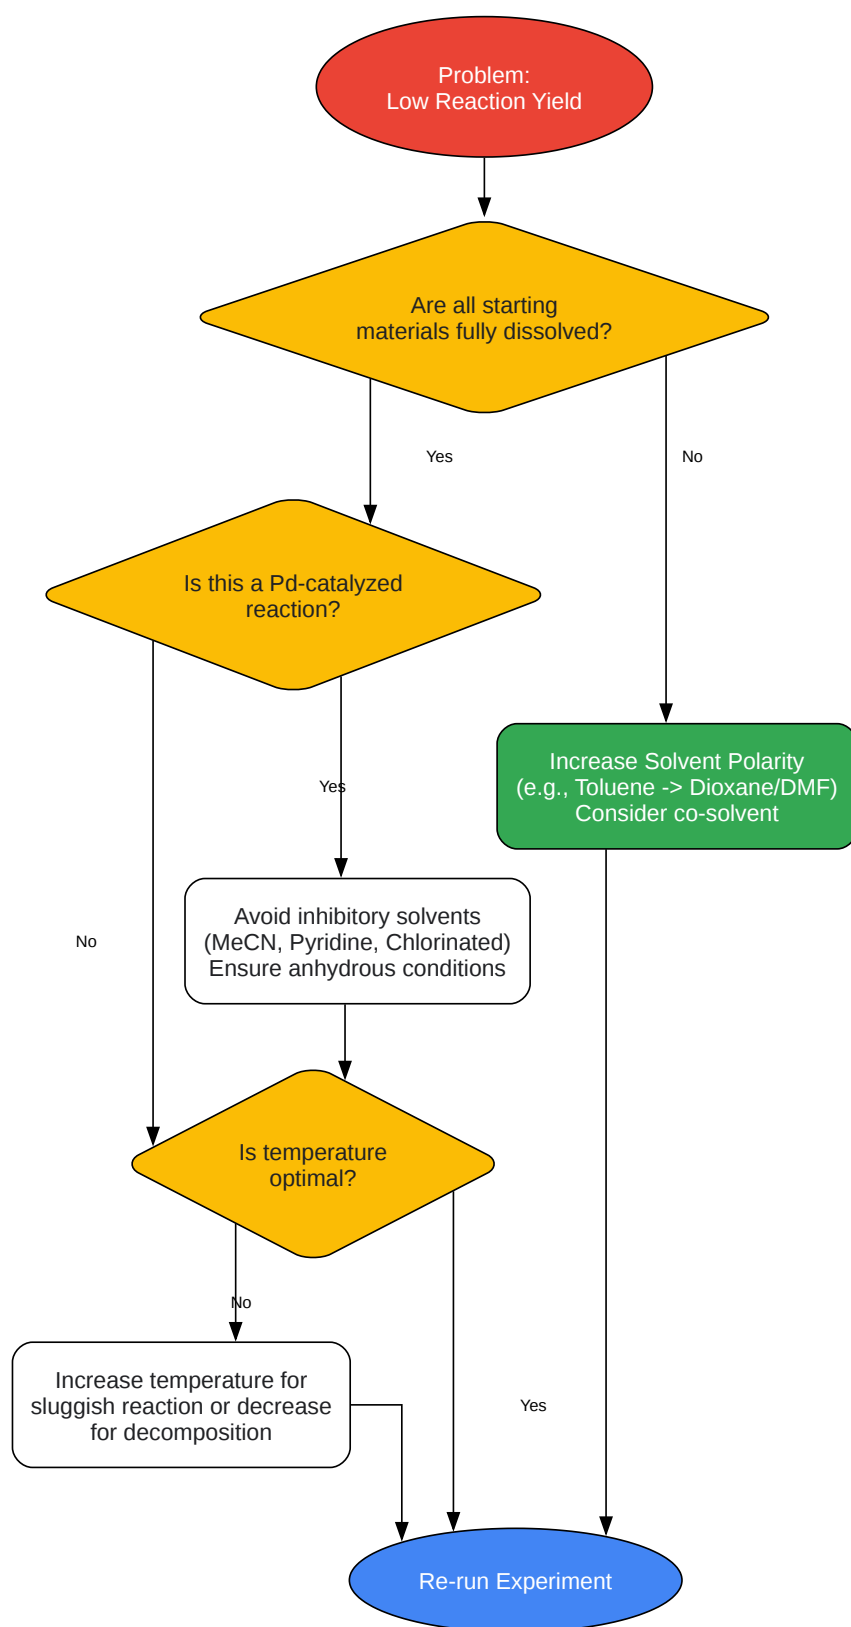 Problem:
Low Reaction Yield
Are all starting
materials fully dissolved?
Yes
No
Is this a Pd-catalyzed
reaction?
Increase Solvent Polarity
(e.g., Toluene -> Dioxane/DMF)
Consider co-solvent
Yes
Avoid inhibitory solvents
(MeCN, Pyridine, Chlorinated)
Ensure anhydrous conditions
No
Is temperature
optimal?
No
Increase temperature for
sluggish reaction or decrease
for decomposition
Yes
Re-run Experiment